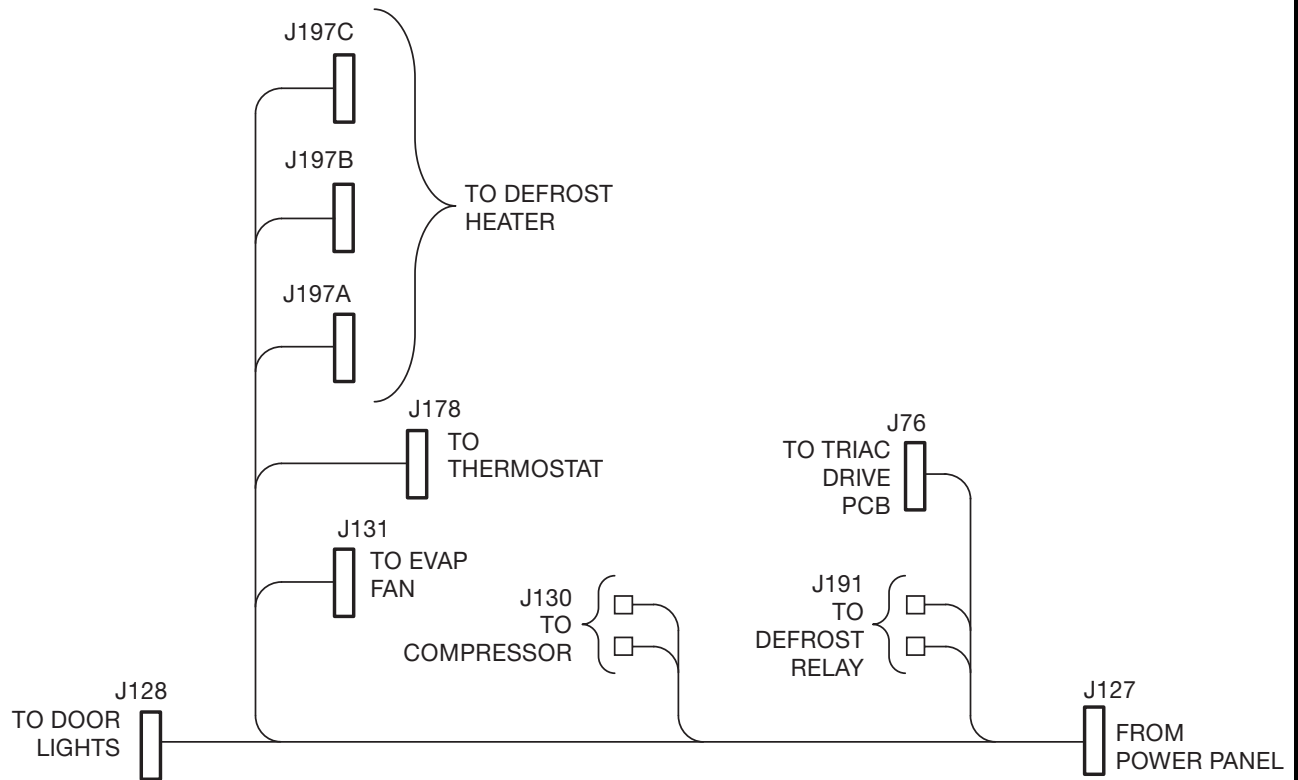 J197C
J197B
TO DEFROST
HEATER
J197A
J178
TO
THERMOSTAT
J76
TO TRIAC
DRIVE
PCB
J131
TO EVAP
FAN
J130
TO
COMPRESSOR
J191
TO
DEFROST
RELAY
J128
TO DOOR
LIGHTS
J127
FROM
POWER PANEL